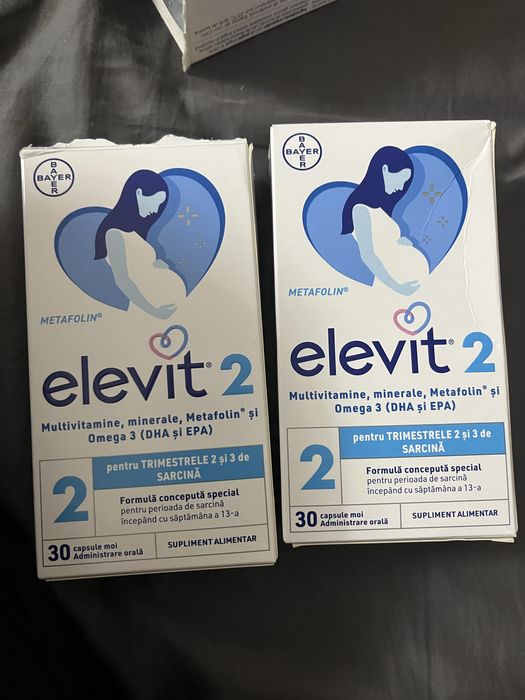 BAYER
BAYER
METAFOLIN®
elevit® 2
Multivitamine, minerale, Metafolin® și
Omega 3 (DHA și EPA)
2
pentru TRIMESTRELE 2 și 3 de
SARCINĂ
Formulă concepută special
pentru perioada de sarcină
începând cu săptămâna a 13-a
30 capsule moi
Administrare orală
SUPLIMENT ALIMENTAR
BAYER
BAYER
METAFOLIN®
elevit® 2
Multivitamine, minerale, Metafolin® și
Omega 3 (DHA și EPA)
2
pentru TRIMESTRELE 2 și 3 de
SARCINĂ
Formulă concepută special
pentru perioada de sarcină
începând cu săptămâna a 13-a
30 capsule moi
Administrare orală
SUPLIMENT ALIMENTAR